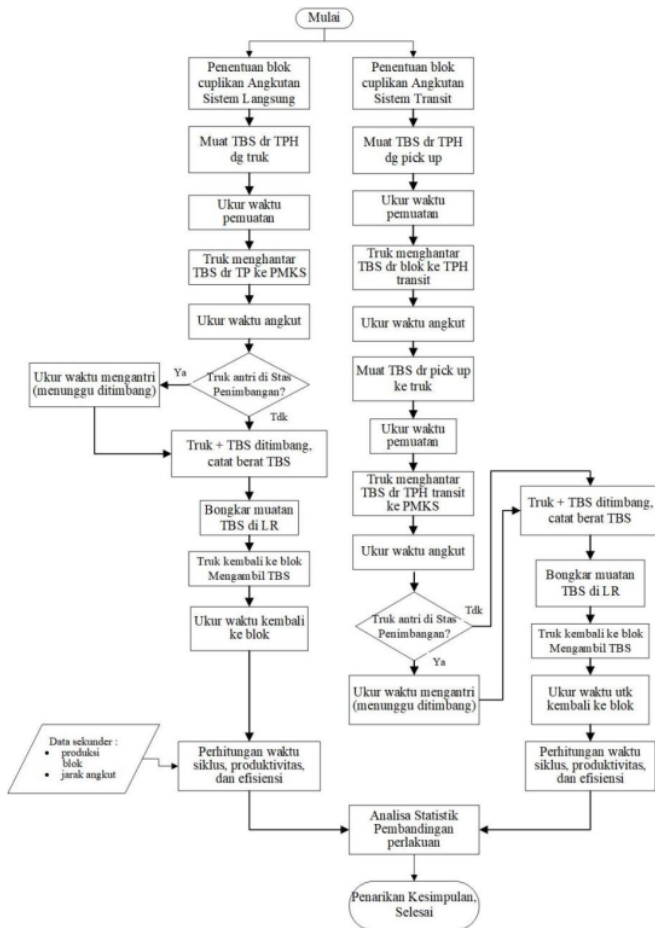 Mulai
Penentuan blok
cuplikan Angkutan
Sistem Langsung
Muat TBS dr TPH
dg truk
Ukur waktu
pemuatan
Truk menghantar
TBS dr TP ke PMKS
Ukur waktu angkut
Truk antri di Stas
Penimbangan?
Ya
Ukur waktu mengantri
(menunggu ditimbang)
Tdk
Truk + TBS ditimbang,
catat berat TBS
Bongkar muatan
TBS di LR
Truk kembali ke blok
Mengambil TBS
Ukur waktu kembali
ke blok
Data sekunder :
• produksi
blok
• jarak angkut
Perhitungan waktu
siklus, produktivitas,
dan efisiensi
Penentuan blok
cuplikan Angkutan
Sistem Transit
Muat TBS dr TPH
dg pick up
Ukur waktu
pemuatan
Truk menghantar
TBS dr blok ke TPH
transit
Ukur waktu angkut
Muat TBS dr pick up
ke truk
Ukur waktu
pemuatan
Truk menghantar
TBS dr TPH transit
ke PMKS
Ukur waktu angkut
Truk antri di Stas
Penimbangan?
Tdk
Ya
Ukur waktu mengantri
(menunggu ditimbang)
Truk + TBS ditimbang,
catat berat TBS
Bongkar muatan
TBS di LR
Truk kembali ke blok
Mengambil TBS
Ukur waktu utk
kembali ke blok
Perhitungan waktu
siklus, produktivitas,
dan efisiensi
Analisa Statistik
Pembandingan
perlakuan
Penarikan Kesimpulan,
Selesai